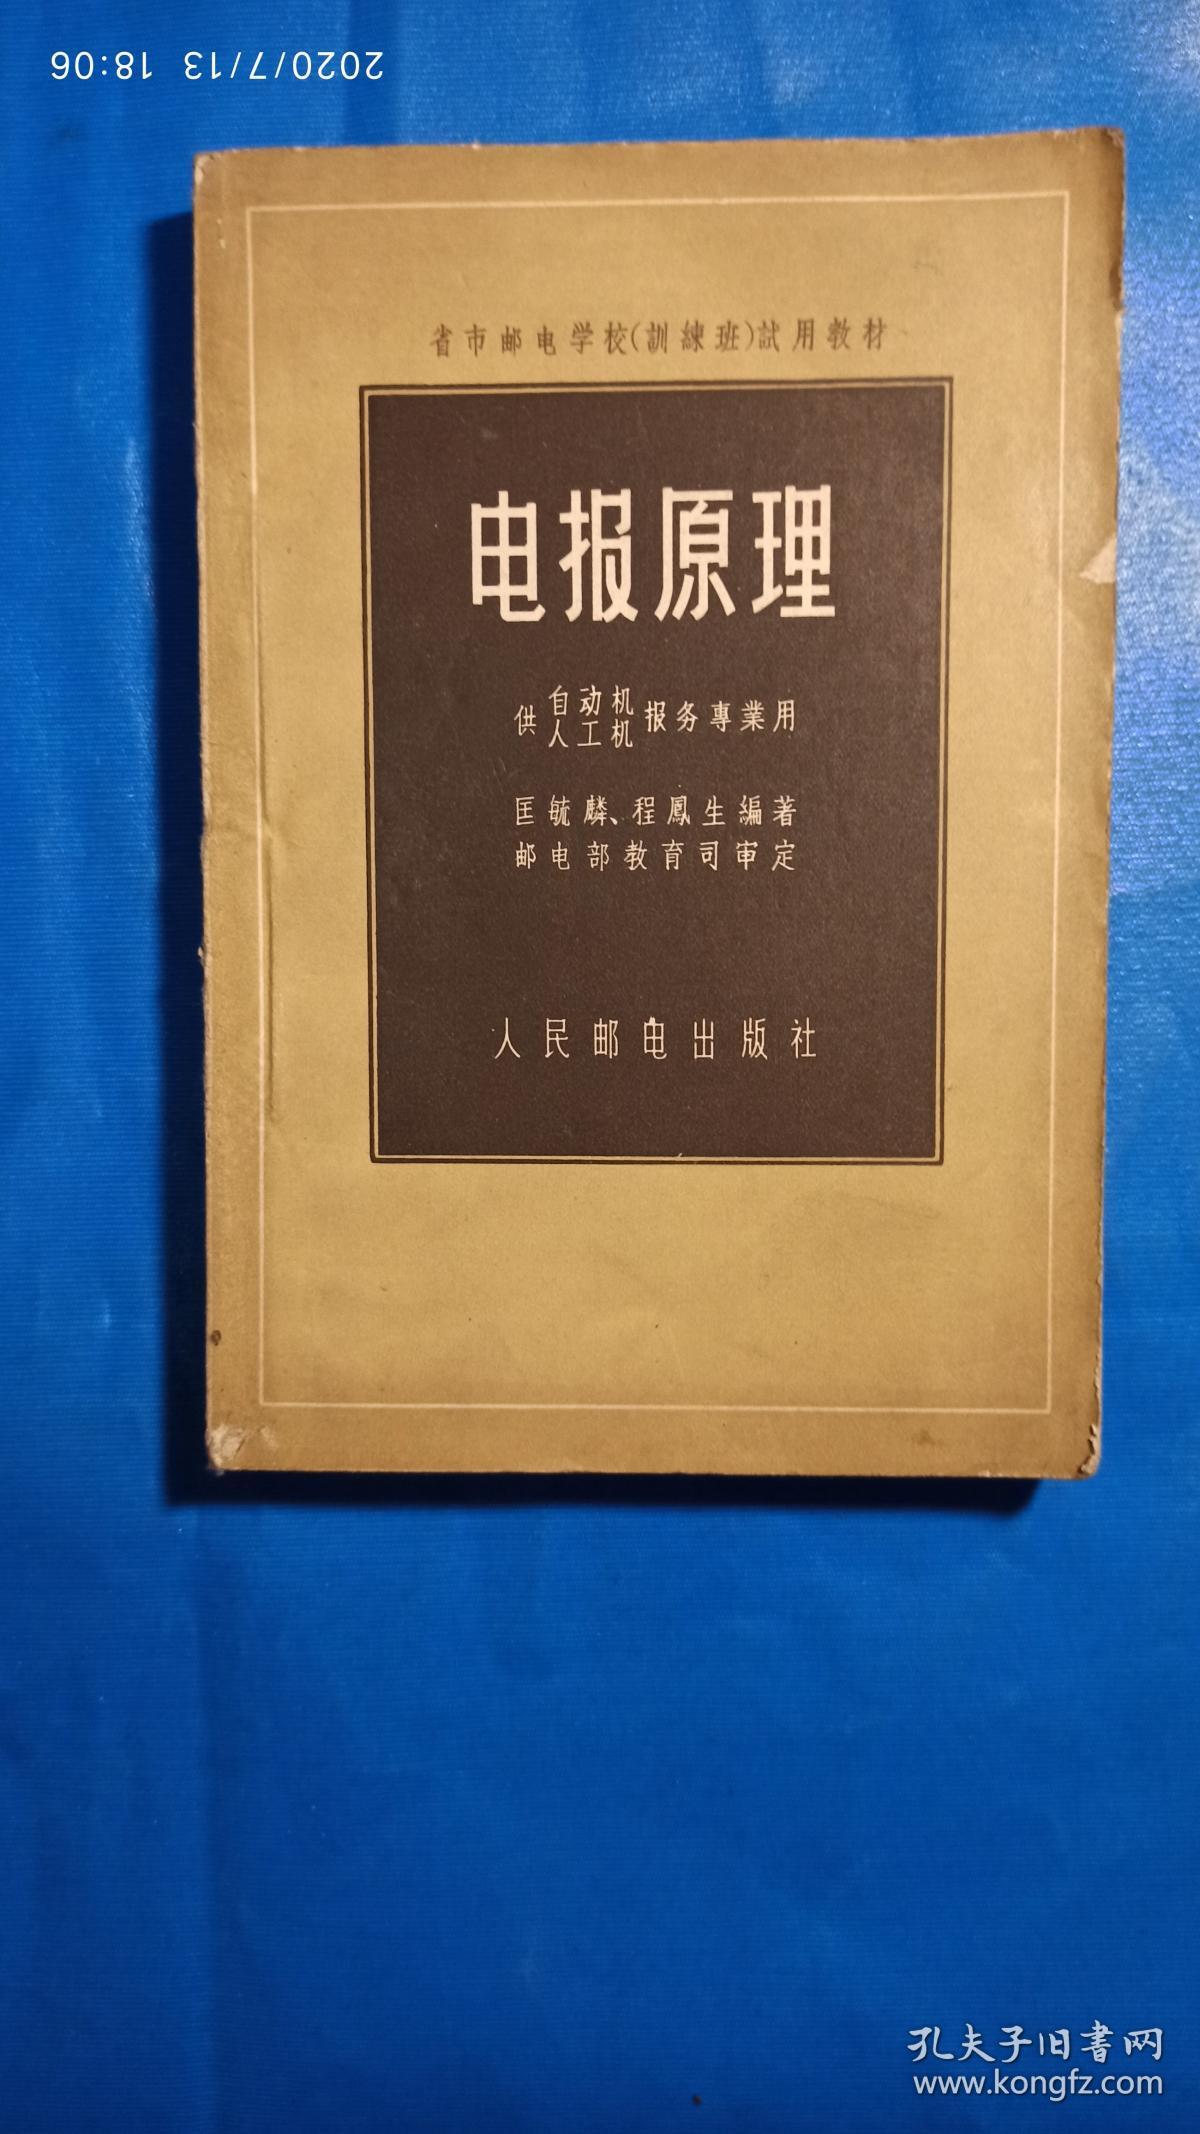 2020/7/13 18:06
省市邮电学校(訓練班)試用教材
电报原理
供自动机人工机报务專業用
匡毓麟、程鳳生編著
邮电部教育司审定
人民邮电出版社
孔夫子旧書网
www.kongfz.com